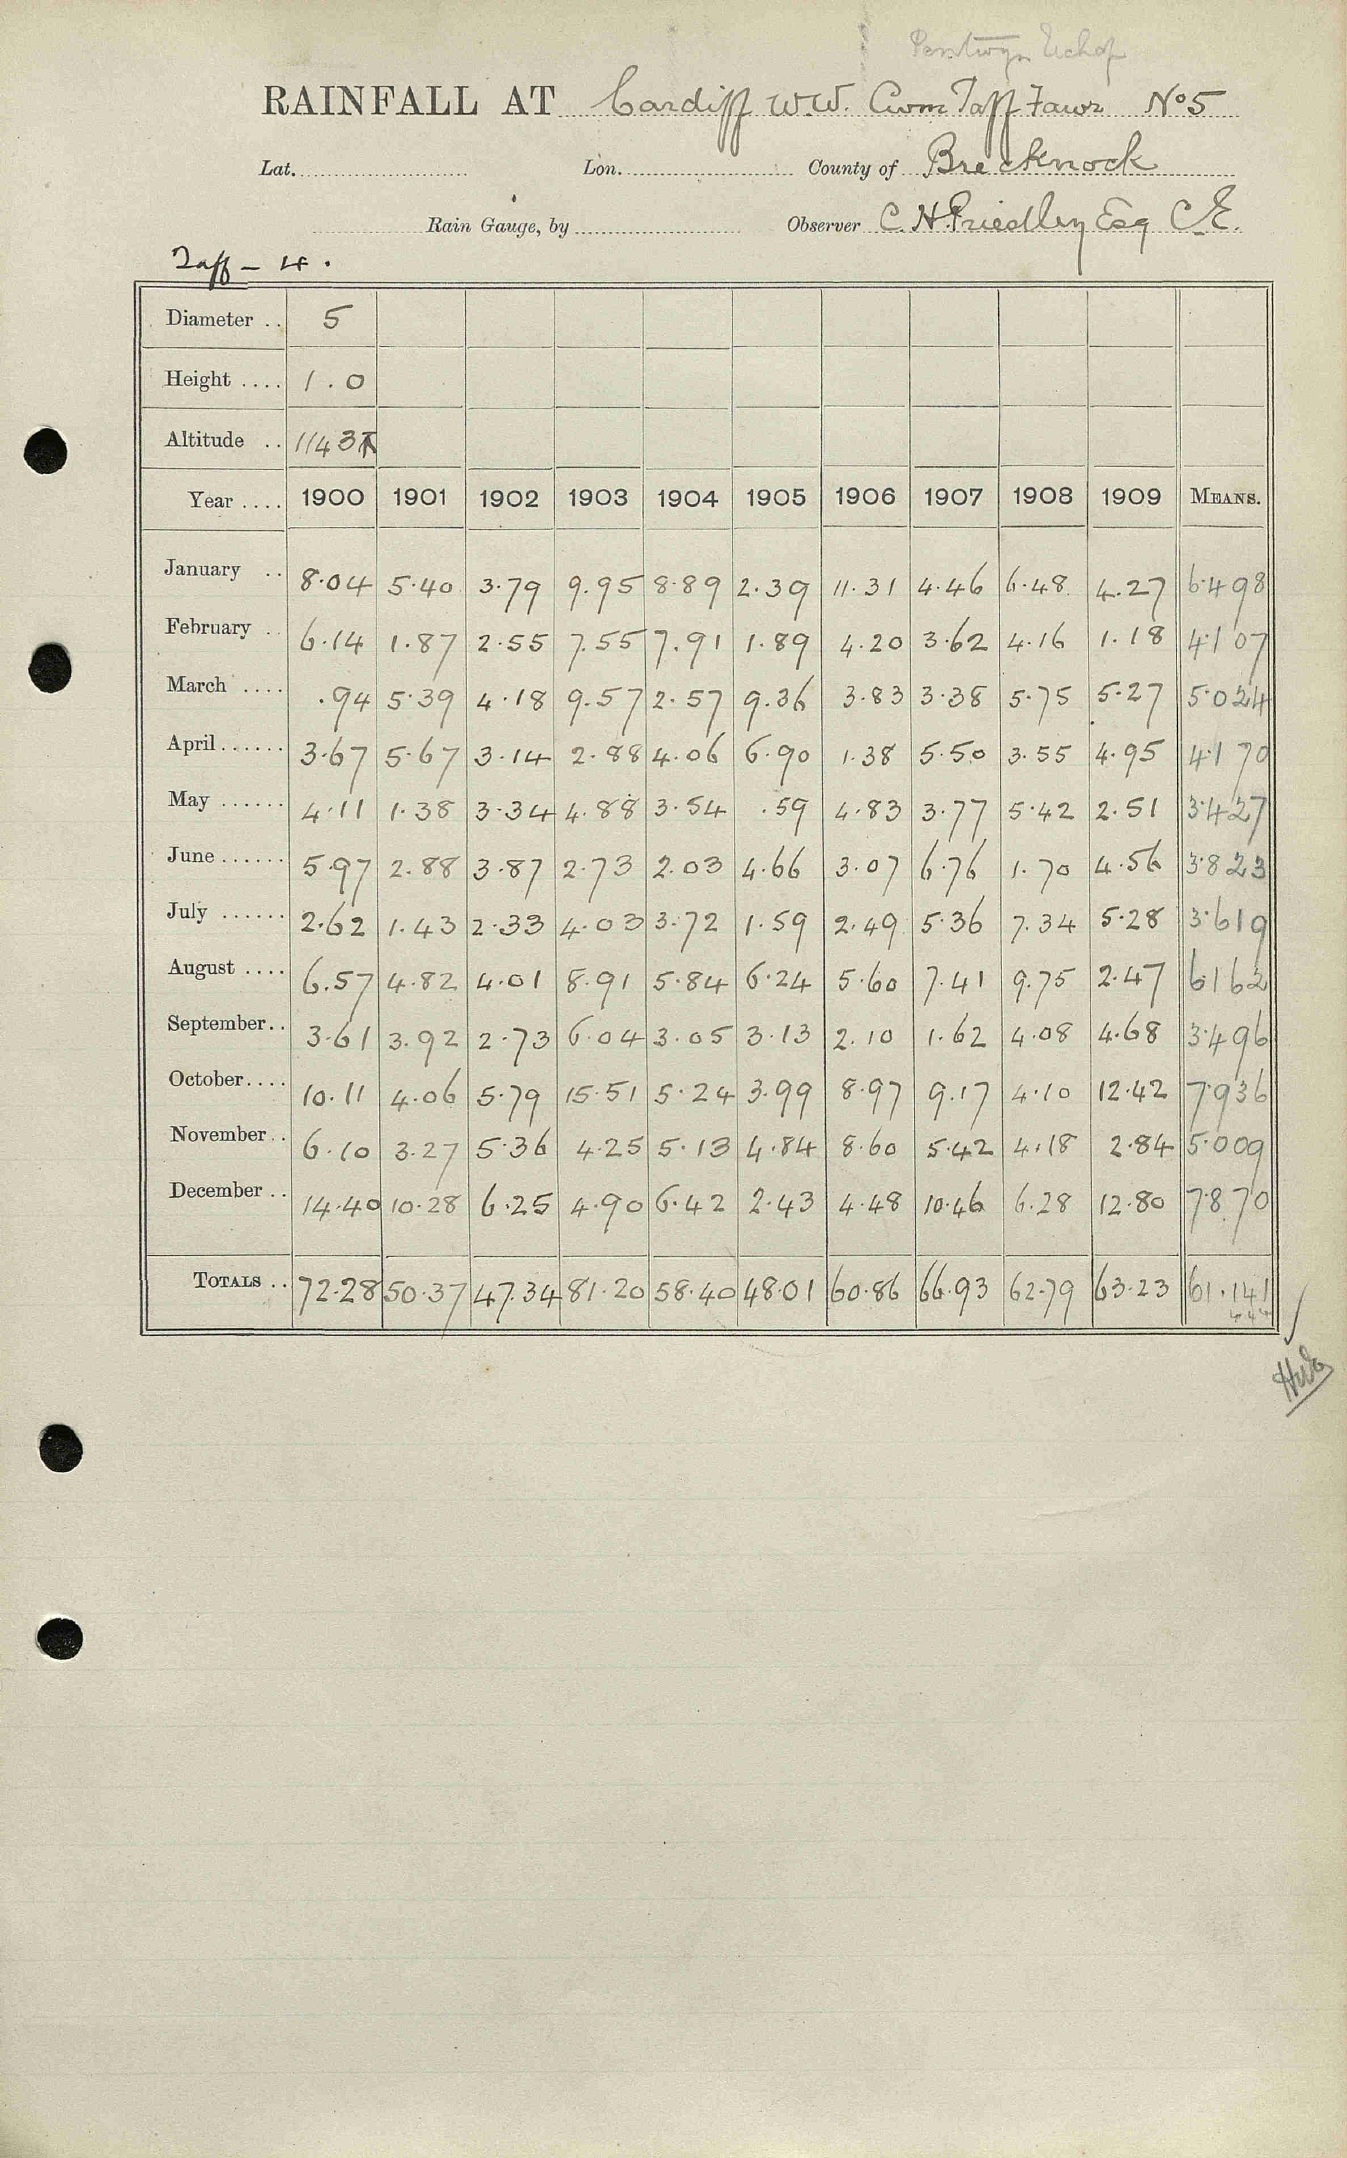 Pentwyn Uchaf
RAINFALL AT Cardiff W.W. Cwm Taff Fawr No 5
Lat. Lon. County of Brecknock
Rain Gauge, by Observer C. H. Priestley Esq C.E.
Taff - 4.
Diameter .. 5
Height .... 1.0
Altitude .. 1143
Year .... 1900 1901 1902 1903 1904 1905 1906 1907 1908 1909 MEANS.
January .. 8.04 5.40 3.79 9.95 8.89 2.39 11.31 4.46 6.48 4.27 6.498
February .. 6.14 1.87 2.55 7.55 7.91 1.89 4.20 3.62 4.16 1.18 4.107
March .... .94 5.39 4.18 9.57 2.57 9.36 3.83 3.38 5.75 5.27 5.024
April ...... 3.67 5.67 3.14 2.88 4.06 6.90 1.38 5.50 3.55 4.95 4.170
May ...... 4.11 1.38 3.34 4.88 3.54 .59 4.83 3.77 5.42 2.51 3.437
June ...... 5.97 2.88 3.87 2.73 2.03 4.66 3.07 6.76 1.70 4.56 3.823
July ...... 2.62 1.43 2.33 4.03 3.72 1.59 2.49 5.36 7.34 5.28 3.619
August .... 6.57 4.82 4.01 8.91 5.84 6.24 5.60 7.41 9.75 2.47 6.162
September .. 3.61 3.92 2.73 6.04 3.05 3.13 2.10 1.62 4.08 4.68 3.496
October .... 10.11 4.06 5.79 15.51 5.24 3.99 8.97 9.17 4.10 12.42 7.936
November .. 6.10 3.27 5.36 4.25 5.13 4.84 8.60 5.42 4.18 2.84 5.009
December .. 14.40 10.28 6.25 4.90 6.42 2.43 4.48 10.46 6.28 12.80 7.870
TOTALS .. 72.28 50.37 47.34 81.20 58.40 48.01 60.86 66.93 62.79 63.23 61.141